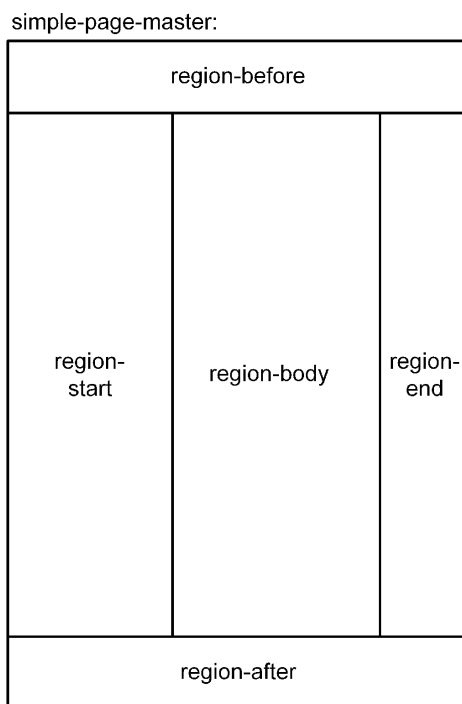 simple-page-master:
region-before
region-
start
region-body
region-
end
region-after